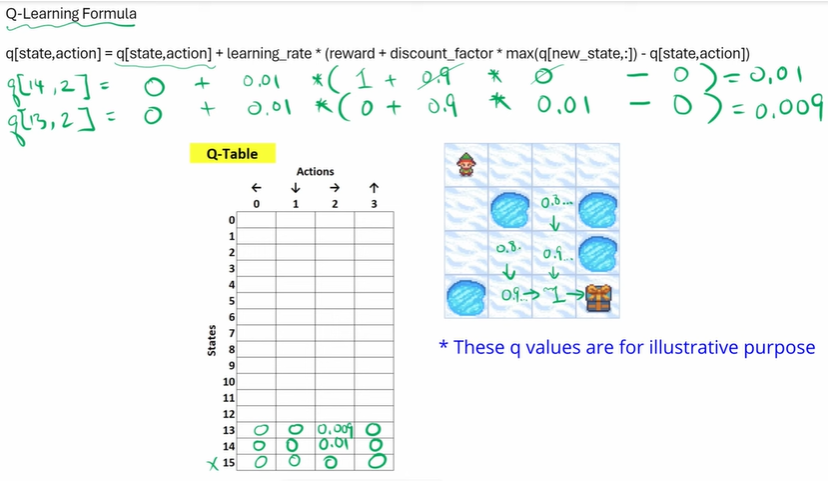 Q-Learning Formula
q[state,action] = q[state,action] + learning_rate * (reward + discount_factor * max(q[new_state,:]) - q[state,action])
q[14,2] = 0 + 0.01 *( 1 + 0.9 * 0 - 0 ) = 0.01
q[13,2] = 0 + 0.01 *( 0 + 0.9 * 0.01 - 0 ) = 0.009
Q-Table
Actions
← ↓ → ↑
0 1 2 3
States
0
1
2
3
4
5
6
7
8
9
10
11
12
13 0 0 0.009 0
14 0 0 0.01 0
x 15 0 0 0 0
0.8...
↓
0.8. 0.9..
↓ ↓
0.9..→ ~1 →
* These q values are for illustrative purpose